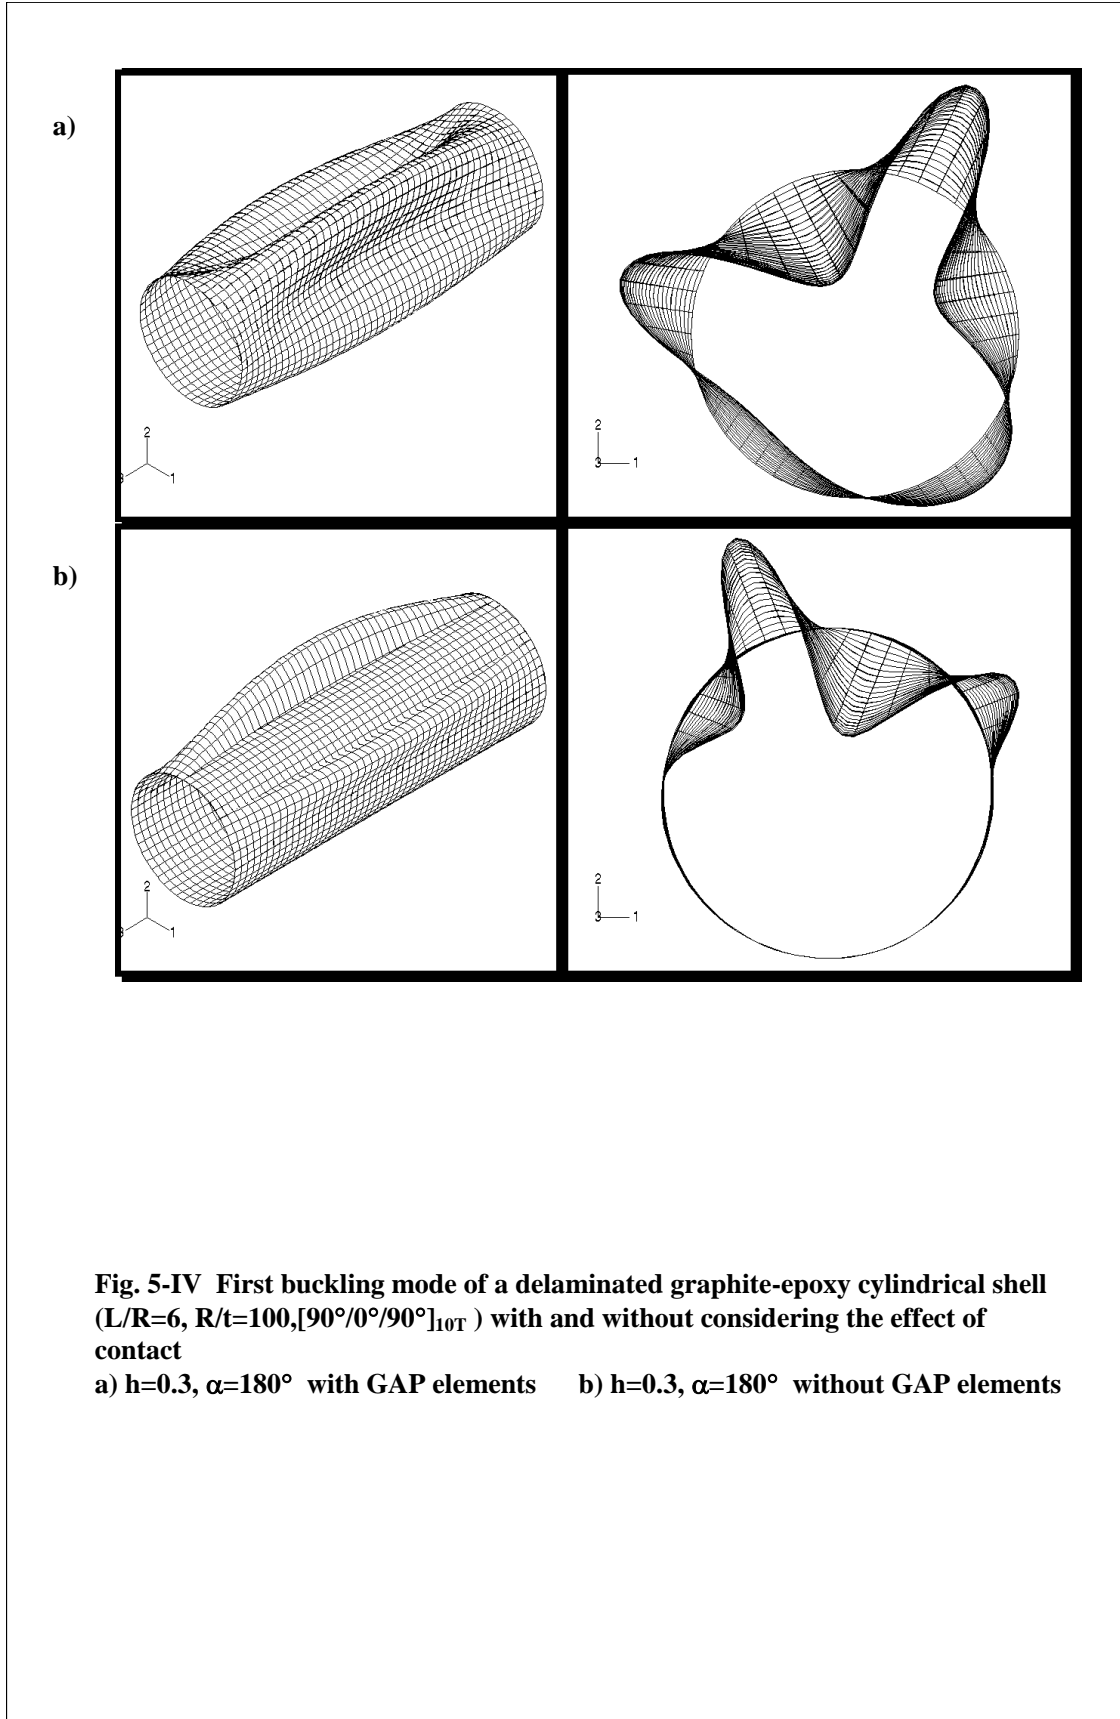 a)
2
3
1
2
3
1
b)
2
3
1
2
3
1
Fig. 5-IV  First buckling mode of a delaminated graphite-epoxy cylindrical shell
(L/R=6, R/t=100,[90°/0°/90°]10T ) with and without considering the effect of
contact
a) h=0.3, α=180°  with GAP elements      b) h=0.3, α=180°  without GAP elements